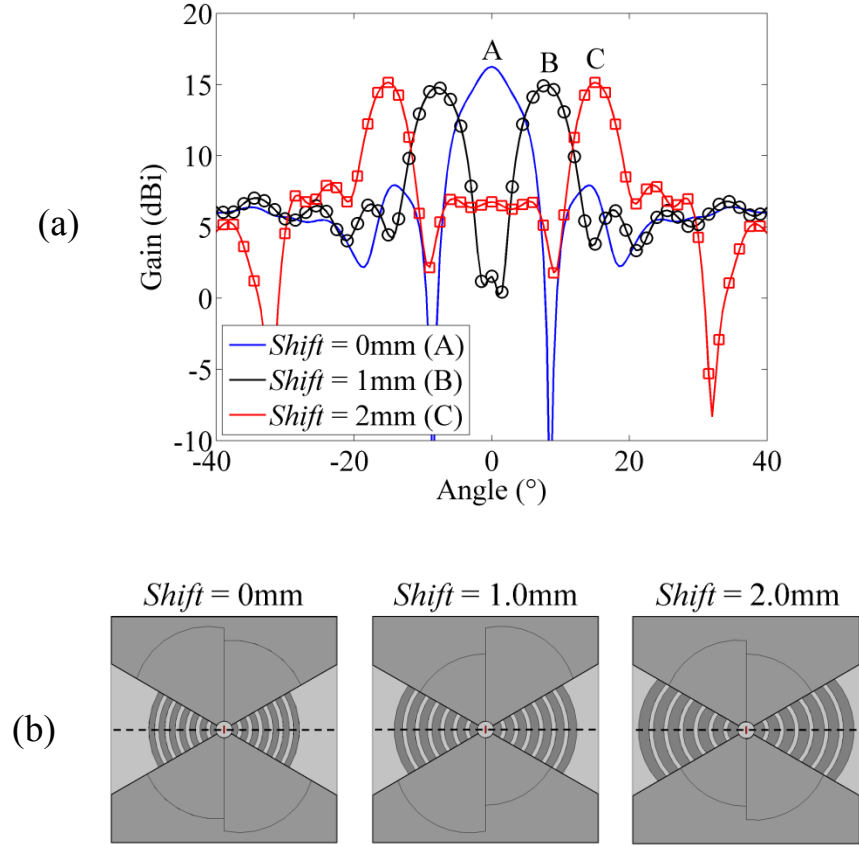 (a)
Gain (dBi)
20
15
10
5
0
-5
-10
A
B
C
Shift = 0mm (A)
Shift = 1mm (B)
Shift = 2mm (C)
-40
-20
0
20
40
Angle (°)
(b)
Shift = 0mm
Shift = 1.0mm
Shift = 2.0mm